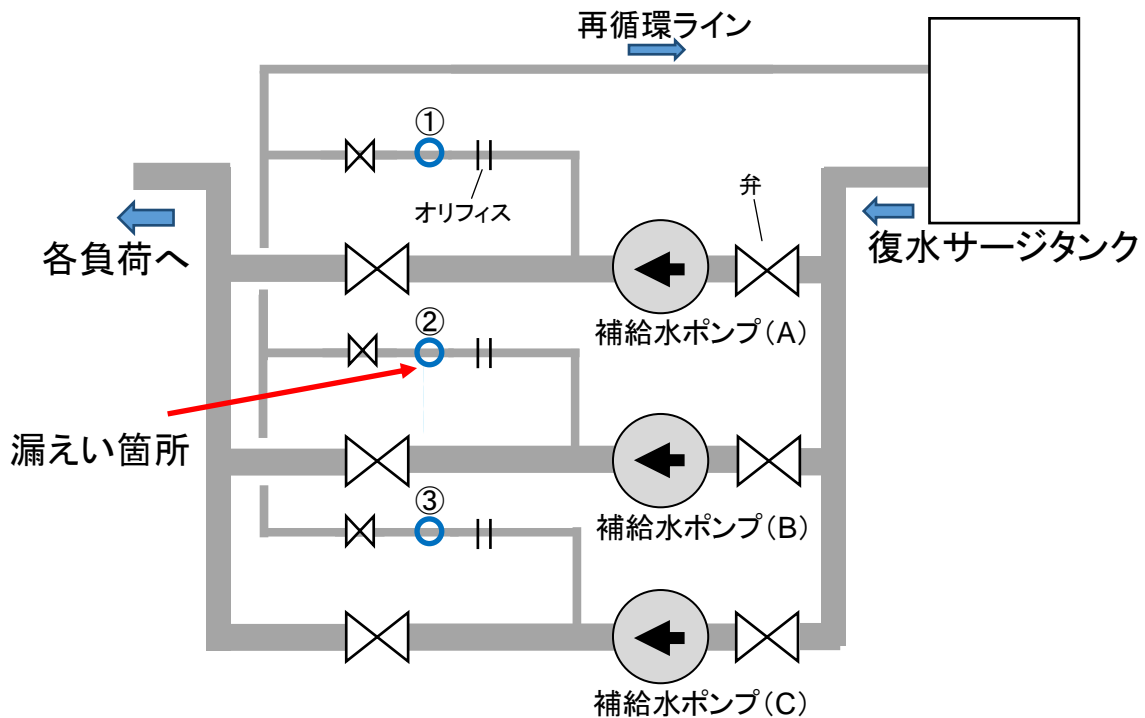 再循環ライン
①
オリフィス
弁
各負荷へ
復水サージタンク
補給水ポンプ(A)
②
漏えい箇所
補給水ポンプ(B)
③
補給水ポンプ(C)